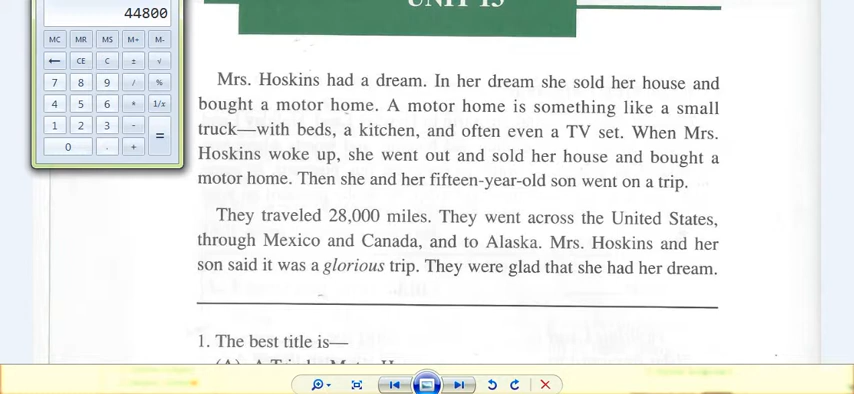 UNIT 13
44800
MC MR MS M+ M-
← CE C ± √
7 8 9 / %
4 5 6 * 1/x
1 2 3 - =
0 . +
Mrs. Hoskins had a dream. In her dream she sold her house and
bought a motor home. A motor home is something like a small
truck—with beds, a kitchen, and often even a TV set. When Mrs.
Hoskins woke up, she went out and sold her house and bought a
motor home. Then she and her fifteen-year-old son went on a trip.
They traveled 28,000 miles. They went across the United States,
through Mexico and Canada, and to Alaska. Mrs. Hoskins and her
son said it was a glorious trip. They were glad that she had her dream.
1. The best title is—